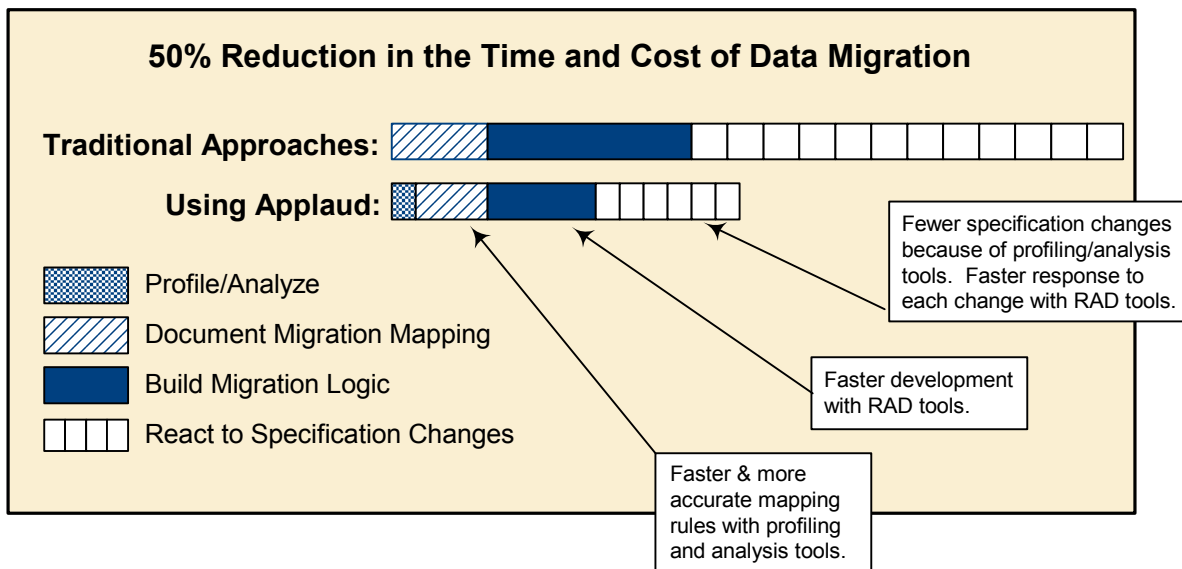 50% Reduction in the Time and Cost of Data Migration
Traditional Approaches:
Using Applaud:
Fewer specification changes
because of profiling/analysis
tools.  Faster response to
each change with RAD tools.
Profile/Analyze
Document Migration Mapping
Build Migration Logic
React to Specification Changes
Faster development
with RAD tools.
Faster & more
accurate mapping
rules with profiling
and analysis tools.